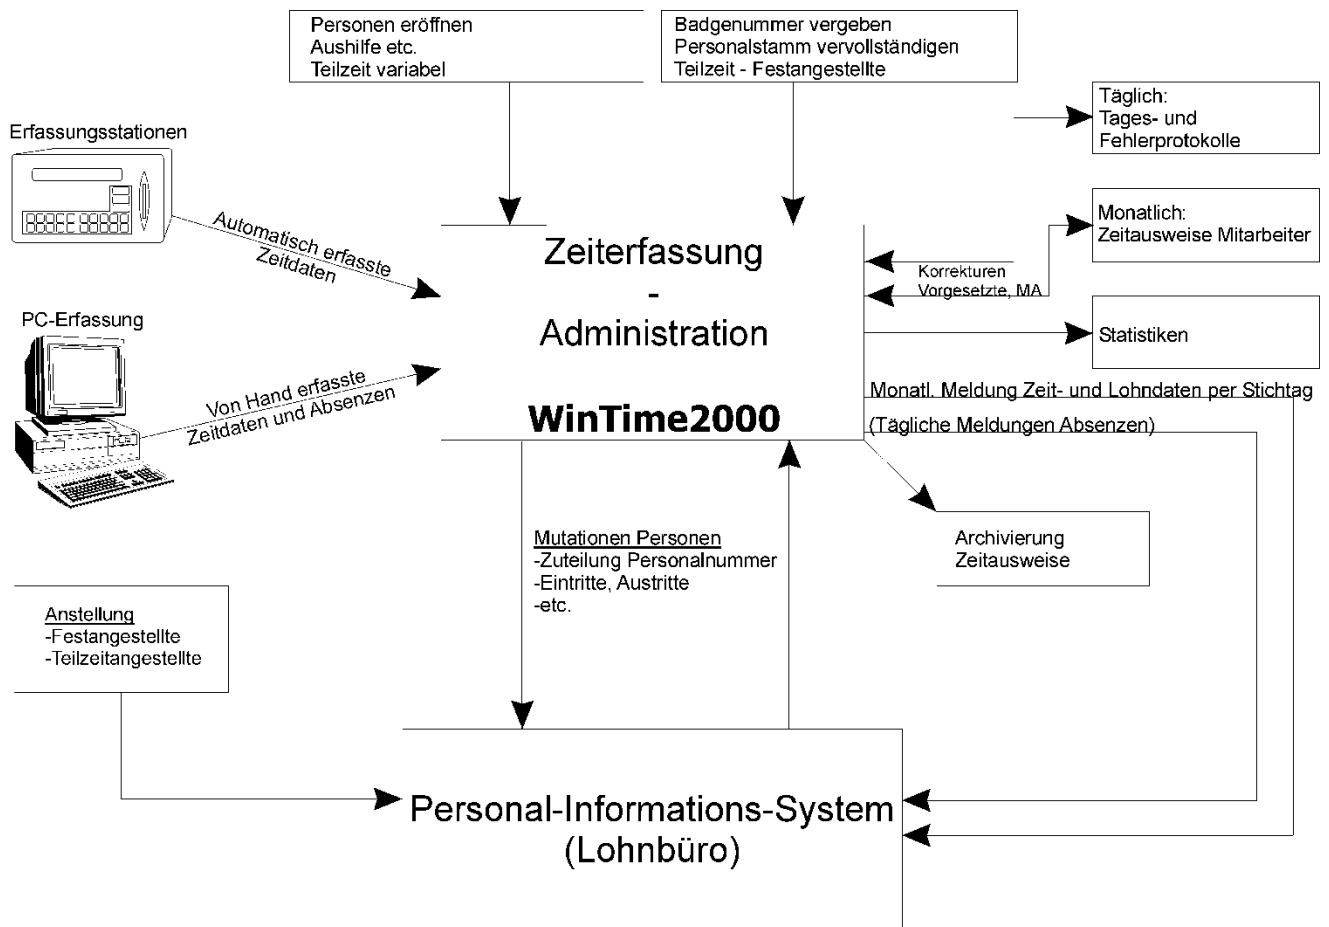 Personen eröffnen
Aushilfe etc.
Teilzeit variabel
Badgenummer vergeben
Personalstamm vervollständigen
Teilzeit - Festangestellte
Täglich:
Tages- und
Fehlerprotokolle
Erfassungsstationen
Automatisch erfasste
Zeitdaten
Zeiterfassung
-
Administration
WinTime2000
Monatlich:
Zeitausweise Mitarbeiter
Korrekturen
Vorgesetzte, MA
PC-Erfassung
Von Hand erfasste
Zeitdaten und Absenzen
Statistiken
Monatl. Meldung Zeit- und Lohndaten per Stichtag
(Tägliche Meldungen Absenzen)
Mutationen Personen
-Zuteilung Personalnummer
-Eintritte, Austritte
-etc.
Archivierung
Zeitausweise
Anstellung
-Festangestellte
-Teilzeitangestellte
Personal-Informations-System
(Lohnbüro)